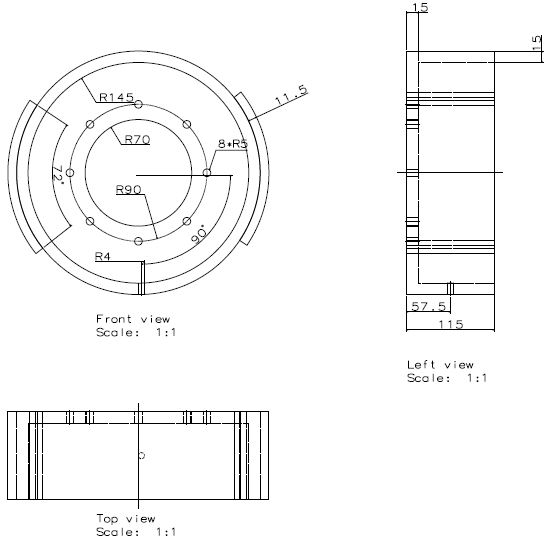 15
15
11.5
R145
R70
8*R5
72°
R90
90°
R4
57.5
115
Front view
Scale: 1:1
Left view
Scale: 1:1
Top view
Scale: 1:1